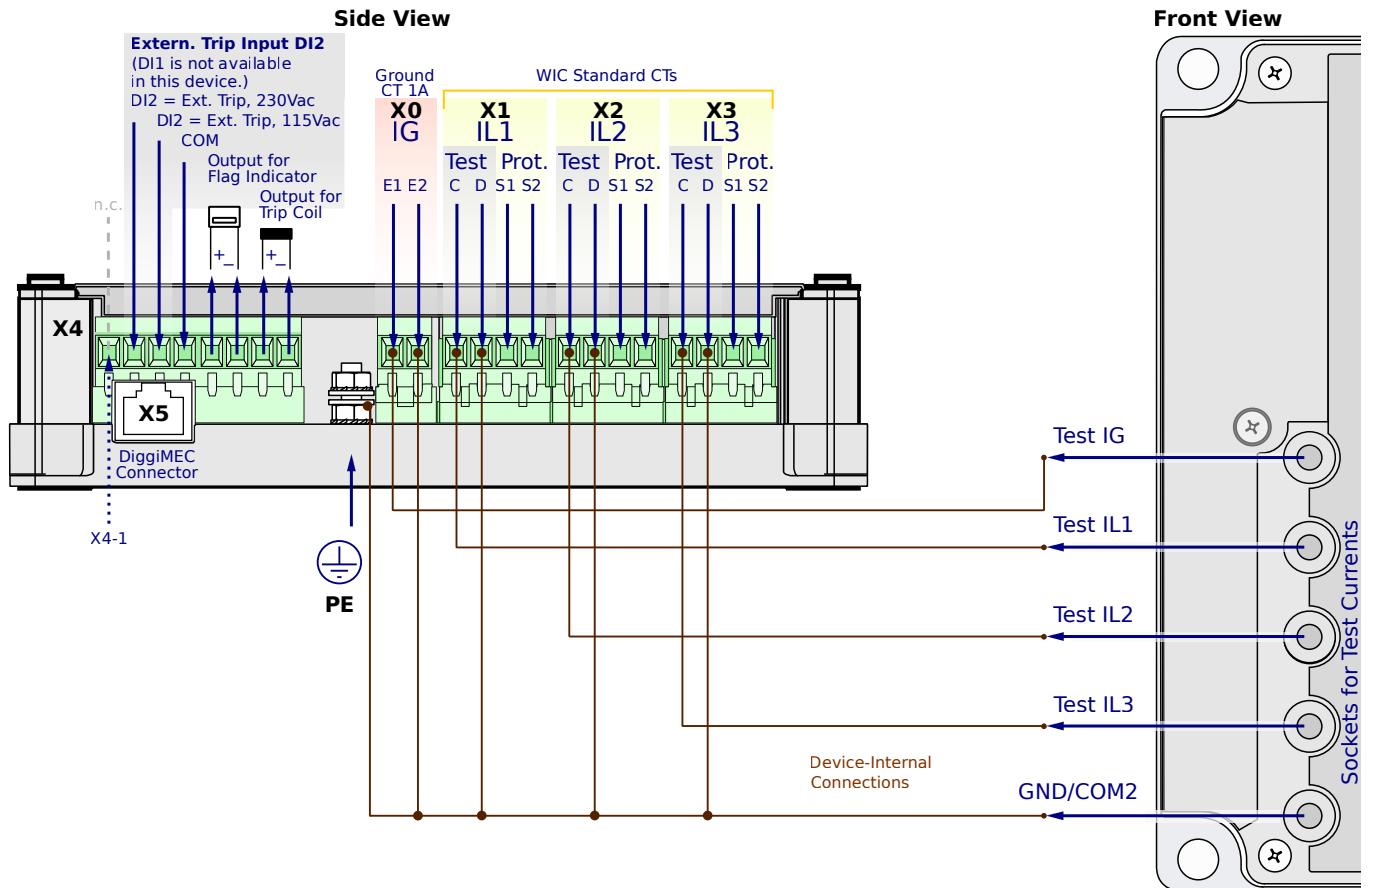 Side View
Front View
Extern. Trip Input DI2
(DI1 is not available
in this device.)
DI2 = Ext. Trip, 230Vac
DI2 = Ext. Trip, 115Vac
COM
Output for
Flag Indicator
Output for
Trip Coil
n.c.
+ −
+ −
Ground
CT 1A
WIC Standard CTs
X0
IG
X1
IL1
X2
IL2
X3
IL3
Test Prot.
Test Prot.
Test Prot.
E1 E2
C D S1 S2
C D S1 S2
C D S1 S2
X4
X5
DiggiMEC
Connector
X4-1
PE
Test IG
Test IL1
Test IL2
Test IL3
GND/COM2
Device-Internal
Connections
Sockets for Test Currents